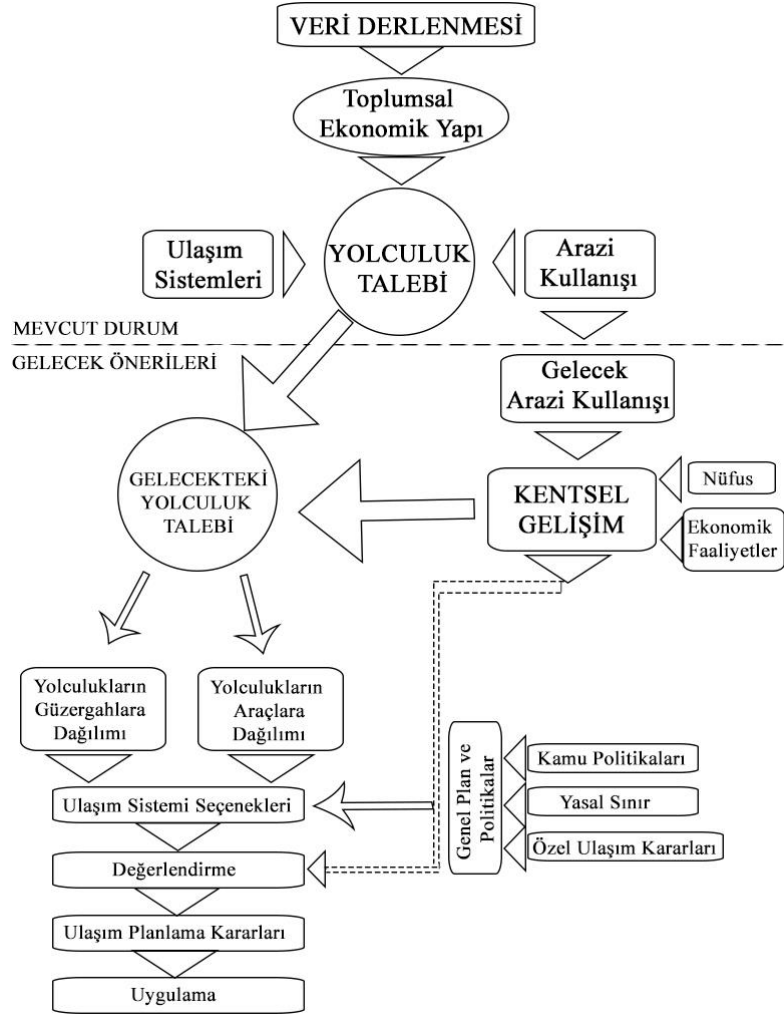 VERİ DERLENMESİ
Toplumsal
Ekonomik Yapı
Ulaşım
Sistemleri
YOLCULUK
TALEBİ
Arazi
Kullanışı
MEVCUT DURUM
GELECEK ÖNERİLERİ
Gelecek
Arazi Kullanışı
GELECEKTEKİ
YOLCULUK
TALEBİ
KENTSEL
GELİŞİM
Nüfus
Ekonomik
Faaliyetler
Yolculukların
Güzergahlara
Dağılımı
Yolculukların
Araçlara
Dağılımı
Genel Plan ve
Politikalar
Kamu Politikaları
Yasal Sınır
Özel Ulaşım Kararları
Ulaşım Sistemi Seçenekleri
Değerlendirme
Ulaşım Planlama Kararları
Uygulama